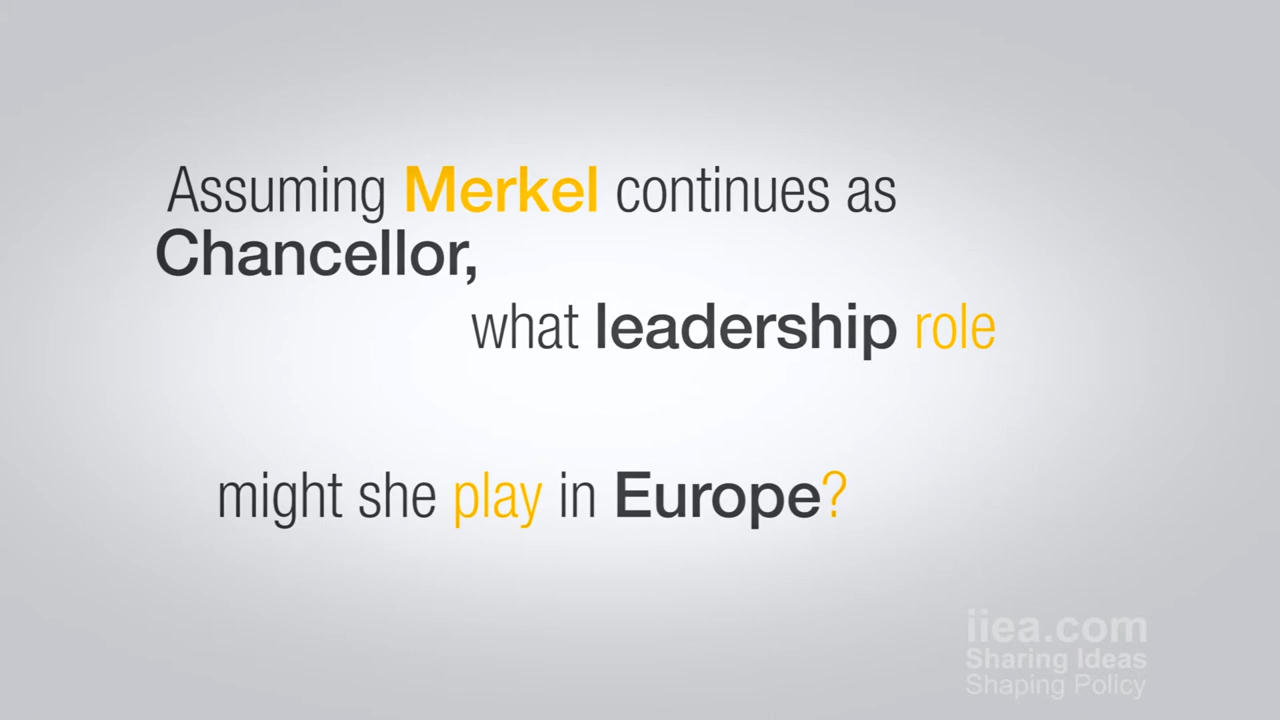 Assuming Merkel continues as
Chancellor,
what leadership role
might she play in Europe?
iiea.com
Sharing Ideas
Shaping Policy